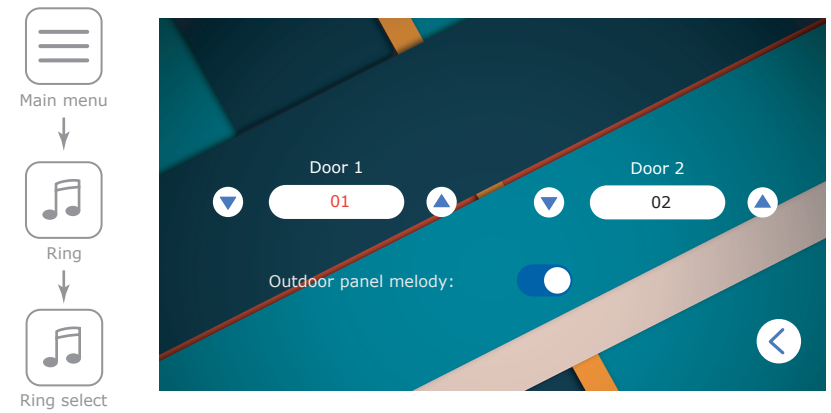 Main menu
Ring
Ring select
Door 1
Door 2
01
02
Outdoor panel melody: